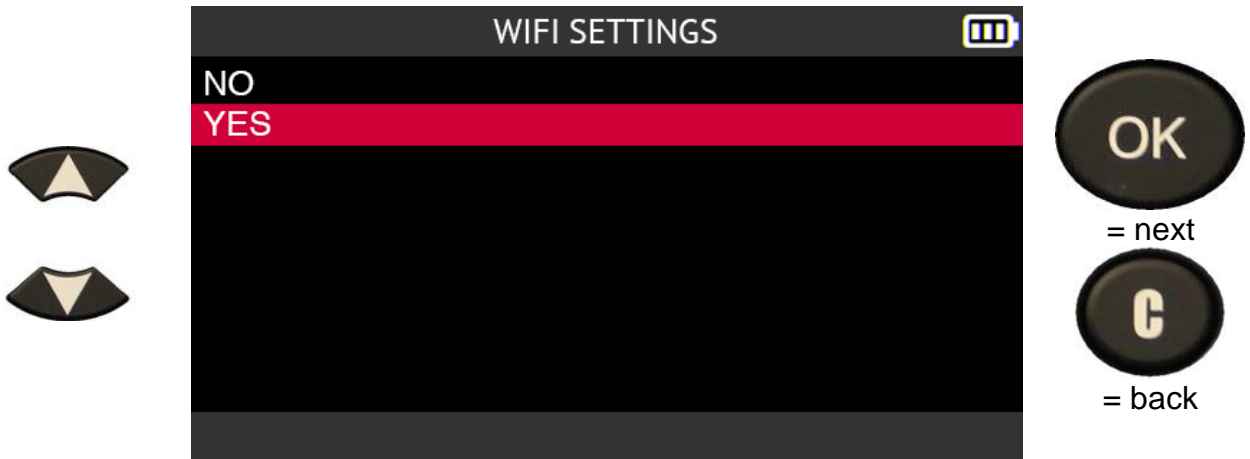 WIFI SETTINGS
NO
YES
OK
= next
C
= back